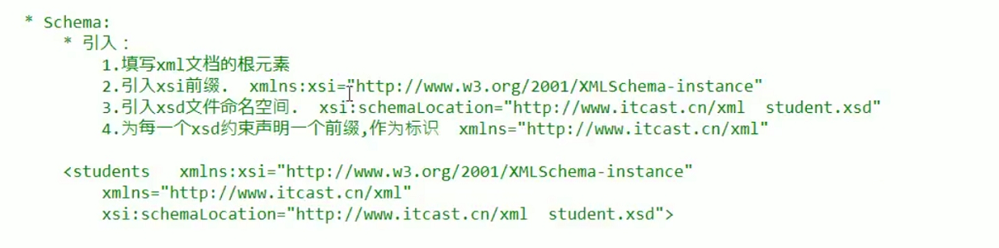 * Schema:
* 引入：
1.填写xml文档的根元素
2.引入xsi前缀.  xmlns:xsi="http://www.w3.org/2001/XMLSchema-instance"
3.引入xsd文件命名空间.  xsi:schemaLocation="http://www.itcast.cn/xml  student.xsd"
4.为每一个xsd约束声明一个前缀,作为标识  xmlns="http://www.itcast.cn/xml"
<students   xmlns:xsi="http://www.w3.org/2001/XMLSchema-instance"
xmlns="http://www.itcast.cn/xml"
xsi:schemaLocation="http://www.itcast.cn/xml  student.xsd">